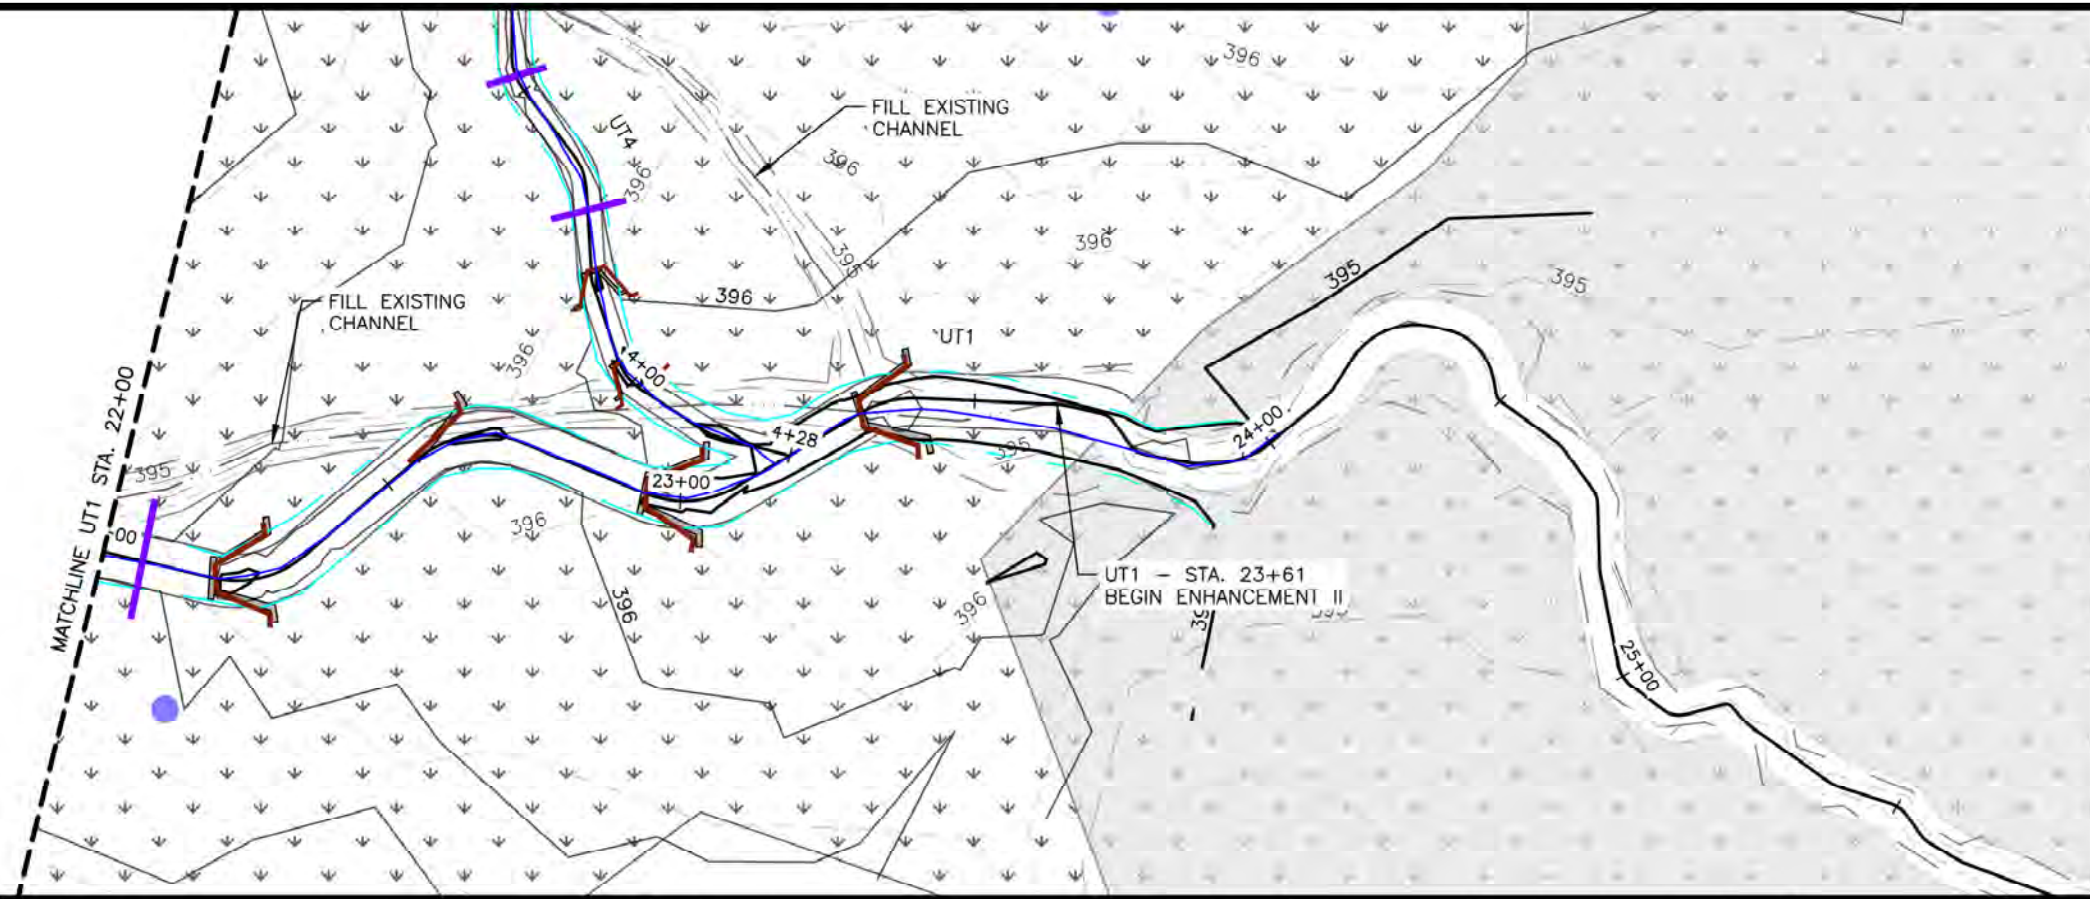 396
FILL EXISTING
CHANNEL
UT4
396
396
396
395
395
395
396
FILL EXISTING
CHANNEL
396
UT1
4+00
MATCHLINE UT1 STA. 22+00
24+00
4+28
395
395
23+00
396
00
UT1 – STA. 23+61
BEGIN ENHANCEMENT II
396
396
25+00